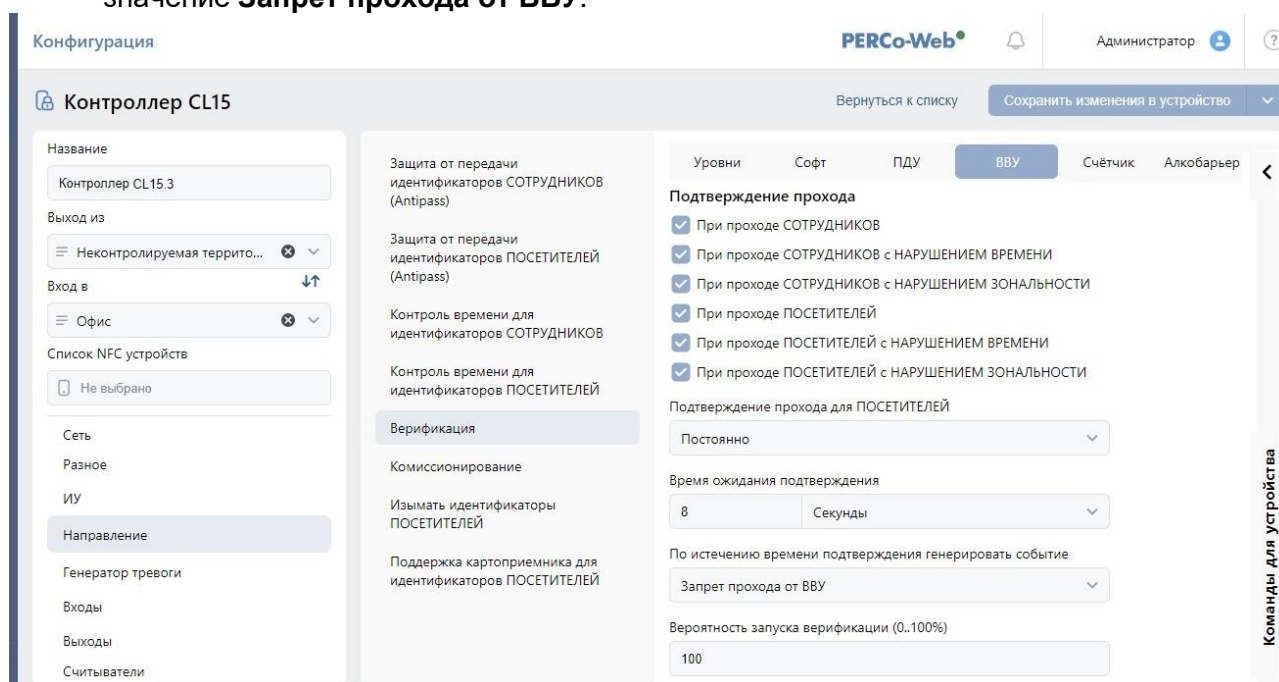 значение Запрет прохода от ВВУ.
Конфигурация
PERCo-Web
Администратор
?
Контроллер CL15
Вернуться к списку
Сохранить изменения в устройство
Название
Контроллер CL15.3
Выход из
Неконтролируемая террито...
Вход в
Офис
Список NFC устройств
Не выбрано
Сеть
Разное
ИУ
Направление
Генератор тревоги
Входы
Выходы
Считыватели
Защита от передачи
идентификаторов СОТРУДНИКОВ
(Antipass)
Защита от передачи
идентификаторов ПОСЕТИТЕЛЕЙ
(Antipass)
Контроль времени для
идентификаторов СОТРУДНИКОВ
Контроль времени для
идентификаторов ПОСЕТИТЕЛЕЙ
Верификация
Комиссионирование
Изымать идентификаторы
ПОСЕТИТЕЛЕЙ
Поддержка картоприемника для
идентификаторов ПОСЕТИТЕЛЕЙ
Уровни Софт ПДУ ВВУ Счётчик Алкобарьер
Подтверждение прохода
При проходе СОТРУДНИКОВ
При проходе СОТРУДНИКОВ с НАРУШЕНИЕМ ВРЕМЕНИ
При проходе СОТРУДНИКОВ с НАРУШЕНИЕМ ЗОНАЛЬНОСТИ
При проходе ПОСЕТИТЕЛЕЙ
При проходе ПОСЕТИТЕЛЕЙ с НАРУШЕНИЕМ ВРЕМЕНИ
При проходе ПОСЕТИТЕЛЕЙ с НАРУШЕНИЕМ ЗОНАЛЬНОСТИ
Подтверждение прохода для ПОСЕТИТЕЛЕЙ
Постоянно
Время ожидания подтверждения
8 Секунды
По истечению времени подтверждения генерировать событие
Запрет прохода от ВВУ
Вероятность запуска верификации (0..100%)
100
Команды для устройства